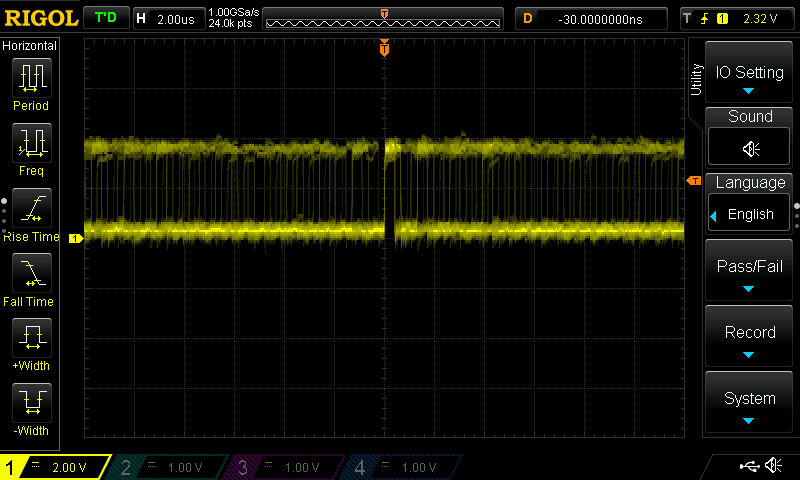 RIGOL T'D H 2.00us 1.00GSa/s
24.0k pts T D -30.0000000ns T 1 2.32 V
Horizontal
Period
Freq
Rise Time
Fall Time
+Width
-Width
T
T
1
Utility
IO Setting
Sound
Language
English
Pass/Fail
Record
System
1 2.00 V 2 1.00 V 3 1.00 V 4 1.00 V